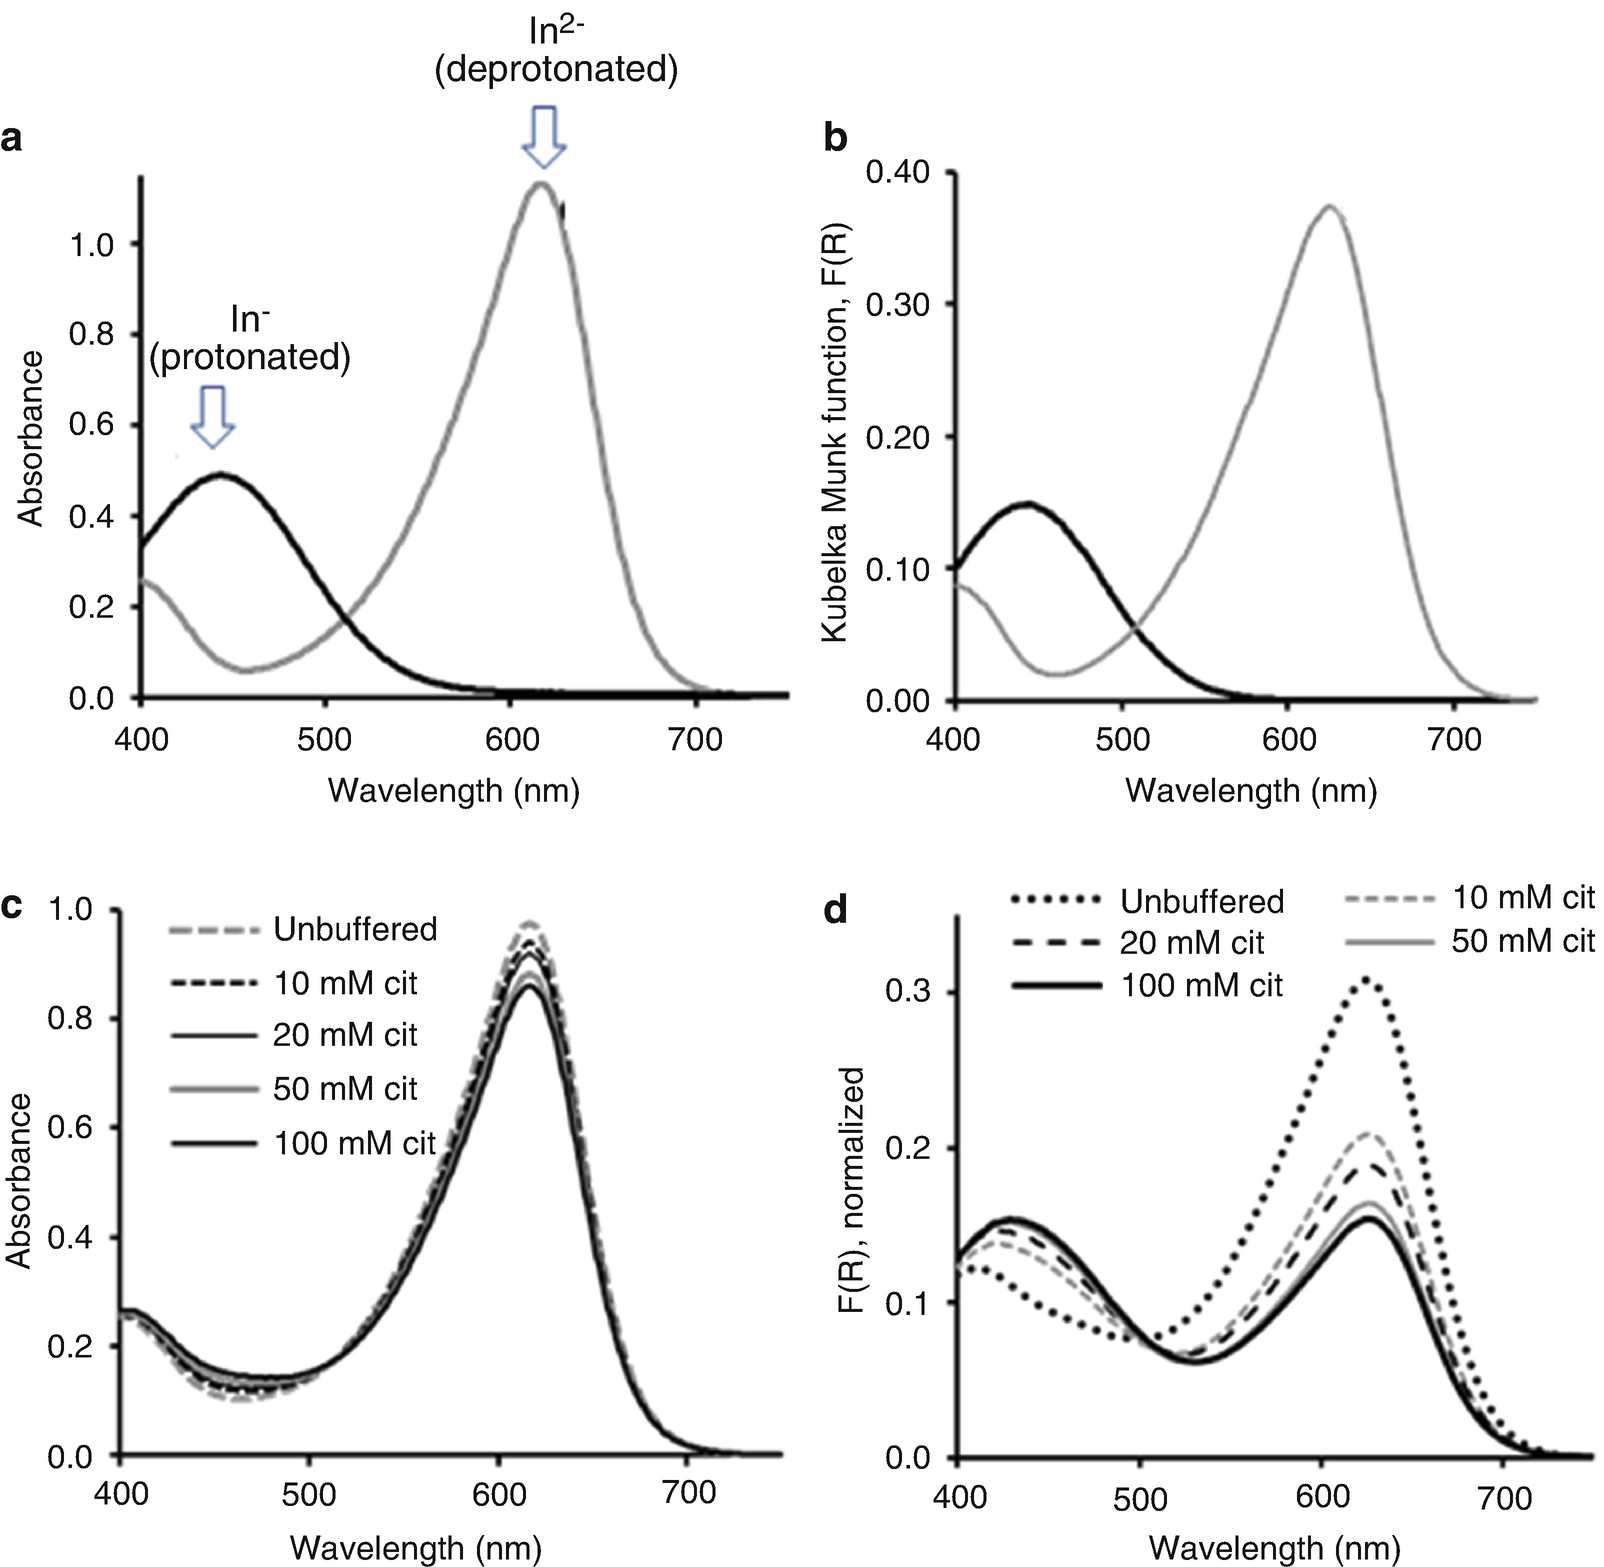 In2-
(deprotonated)
a
In-
(protonated)
Absorbance
1.0
0.8
0.6
0.4
0.2
0.0
400
500
600
700
Wavelength (nm)
b
Kubelka Munk function, F(R)
0.40
0.30
0.20
0.10
0.00
400
500
600
700
Wavelength (nm)
c
Absorbance
1.0
0.8
0.6
0.4
0.2
0.0
Unbuffered
10 mM cit
20 mM cit
50 mM cit
100 mM cit
400
500
600
700
Wavelength (nm)
d
Unbuffered
10 mM cit
20 mM cit
50 mM cit
100 mM cit
F(R), normalized
0.3
0.2
0.1
0.0
400
500
600
700
Wavelength (nm)